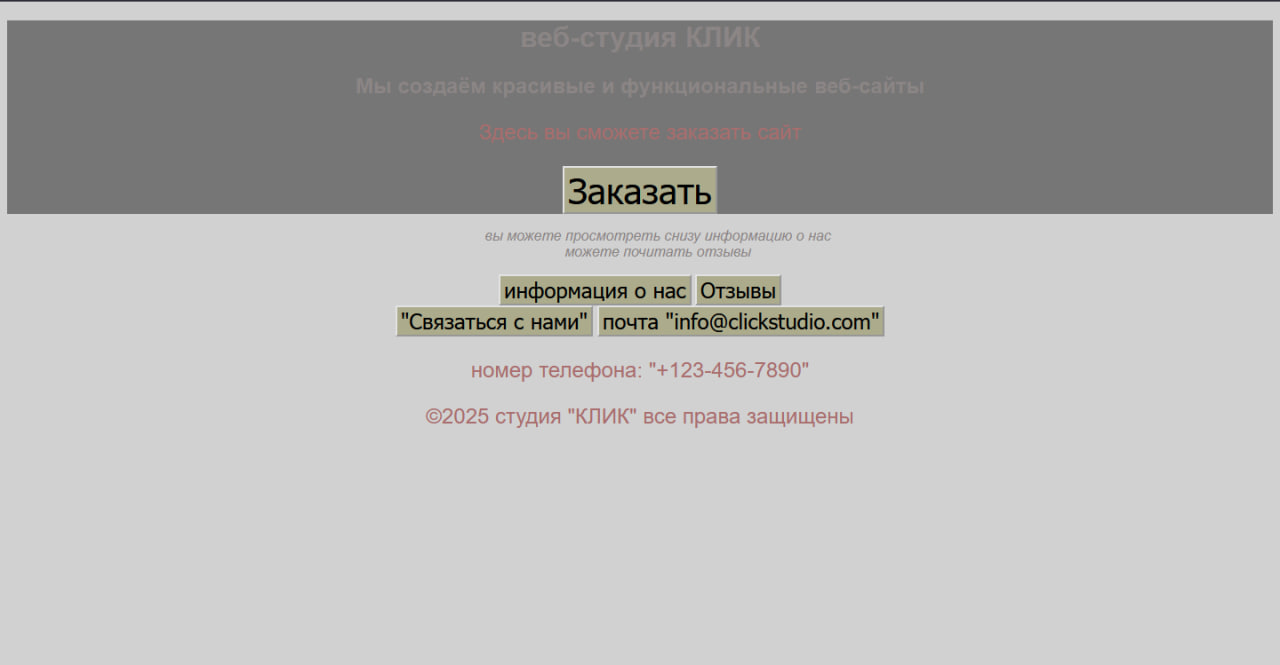 веб-студия КЛИК
Мы создаём красивые и функциональные веб-сайты
Здесь вы сможете заказать сайт
Заказать
вы можете просмотреть снизу информацию о нас
можете почитать отзывы
информация о нас Отзывы
"Связаться с нами" почта "info@clickstudio.com"
номер телефона: "+123-456-7890"
©2025 студия "КЛИК" все права защищены